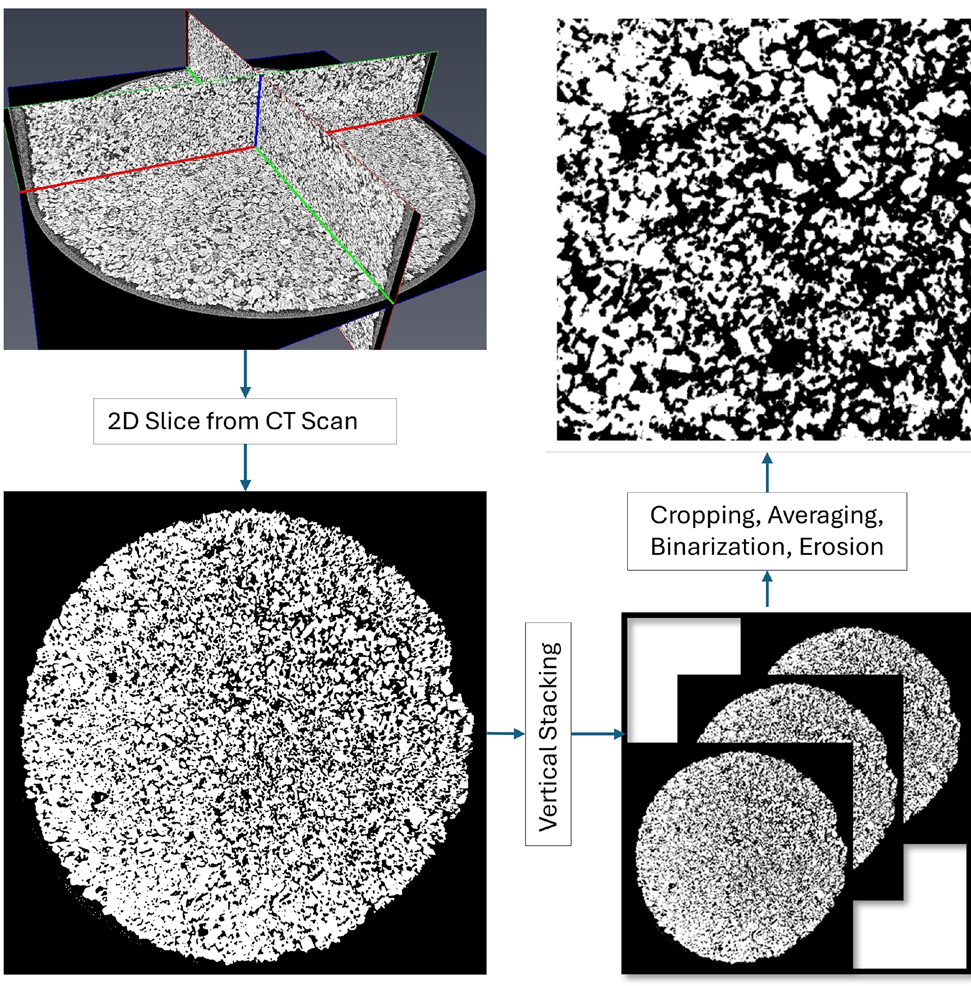 2D Slice from CT Scan
Vertical Stacking
Cropping, Averaging,
Binarization, Erosion